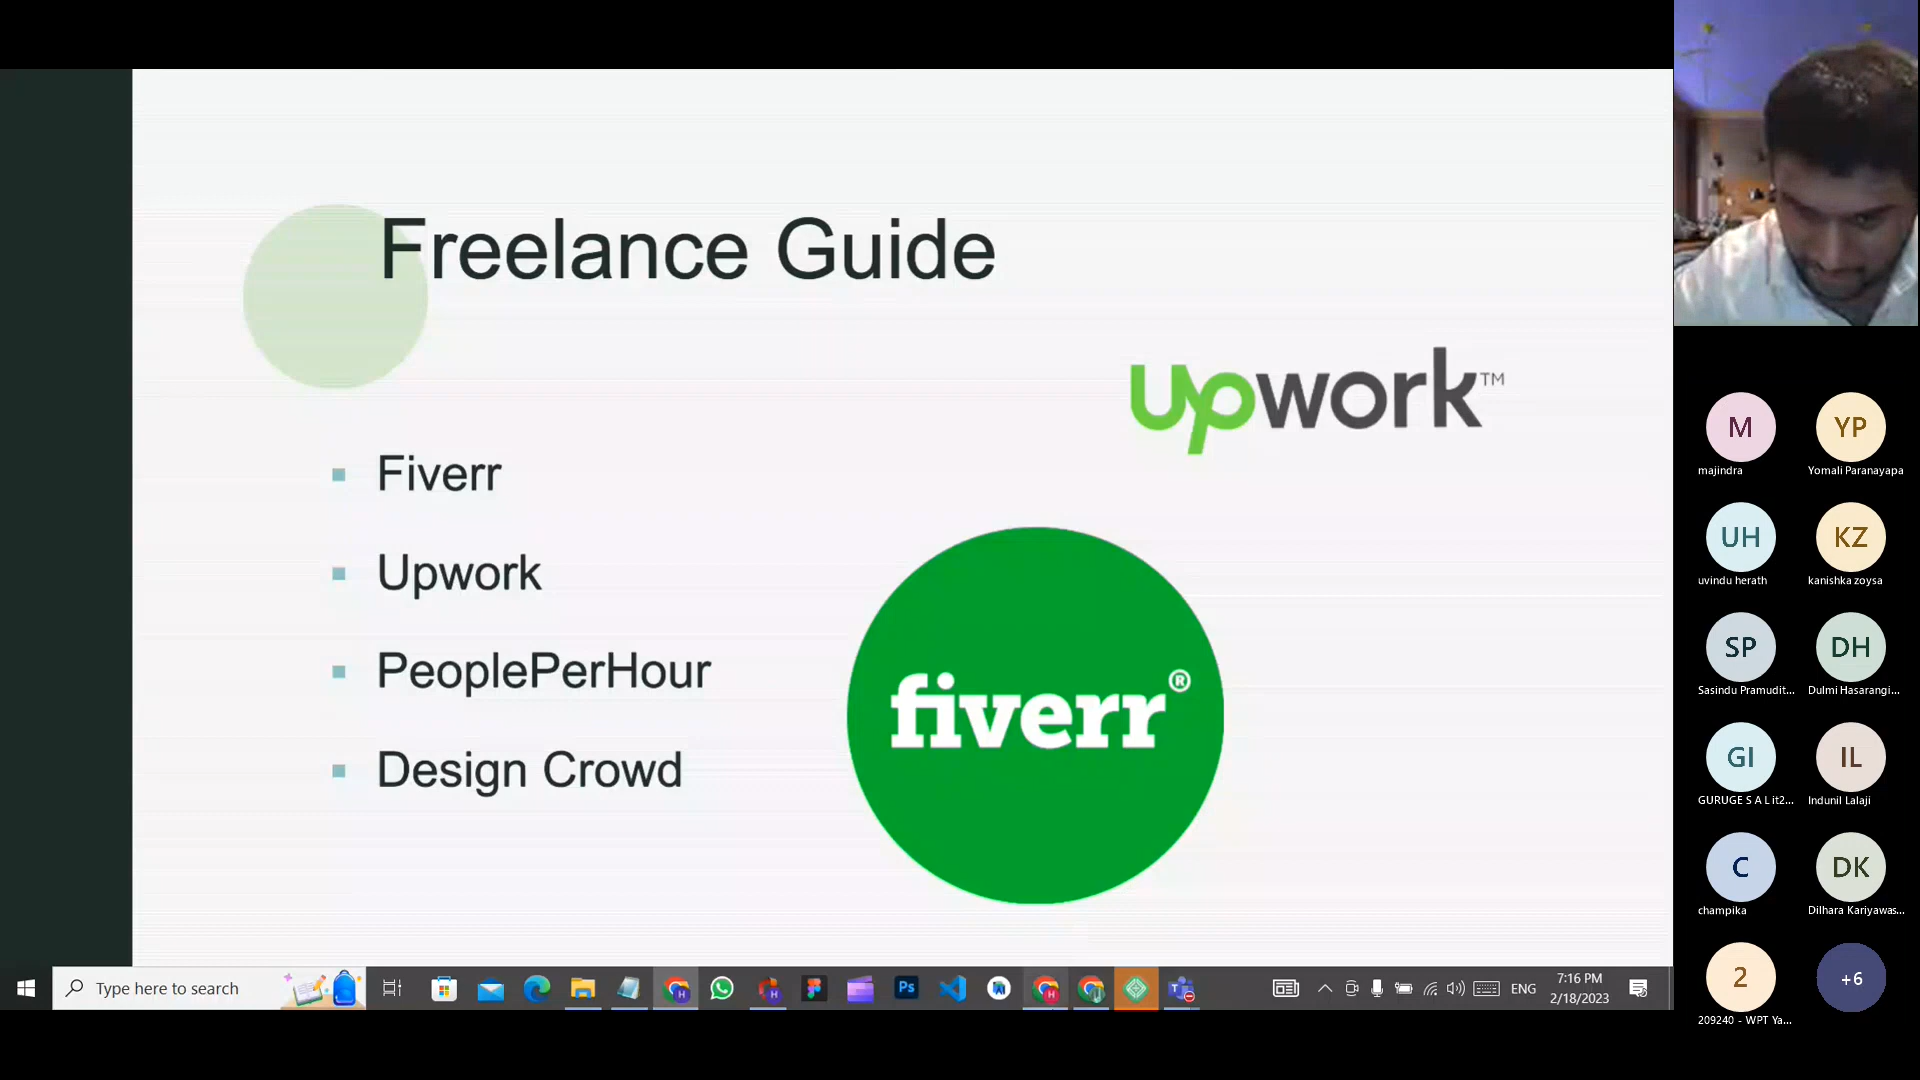 Freelance Guide
upwork™
Fiverr
Upwork
PeoplePerHour
Design Crowd
fiverr®
M
majindra
YP
Yomali Paranayapa
UH
uvindu herath
KZ
kanishka zoysa
SP
Sasindu Pramudit...
DH
Dulmi Hasarangi...
GI
GURUGE S A L it2...
IL
Indunil Lalaji
C
champika
DK
Dilhara Kariyawas...
2
209240 - WPT Ya...
+6
Type here to search
Ps
ENG
7:16 PM
2/18/2023